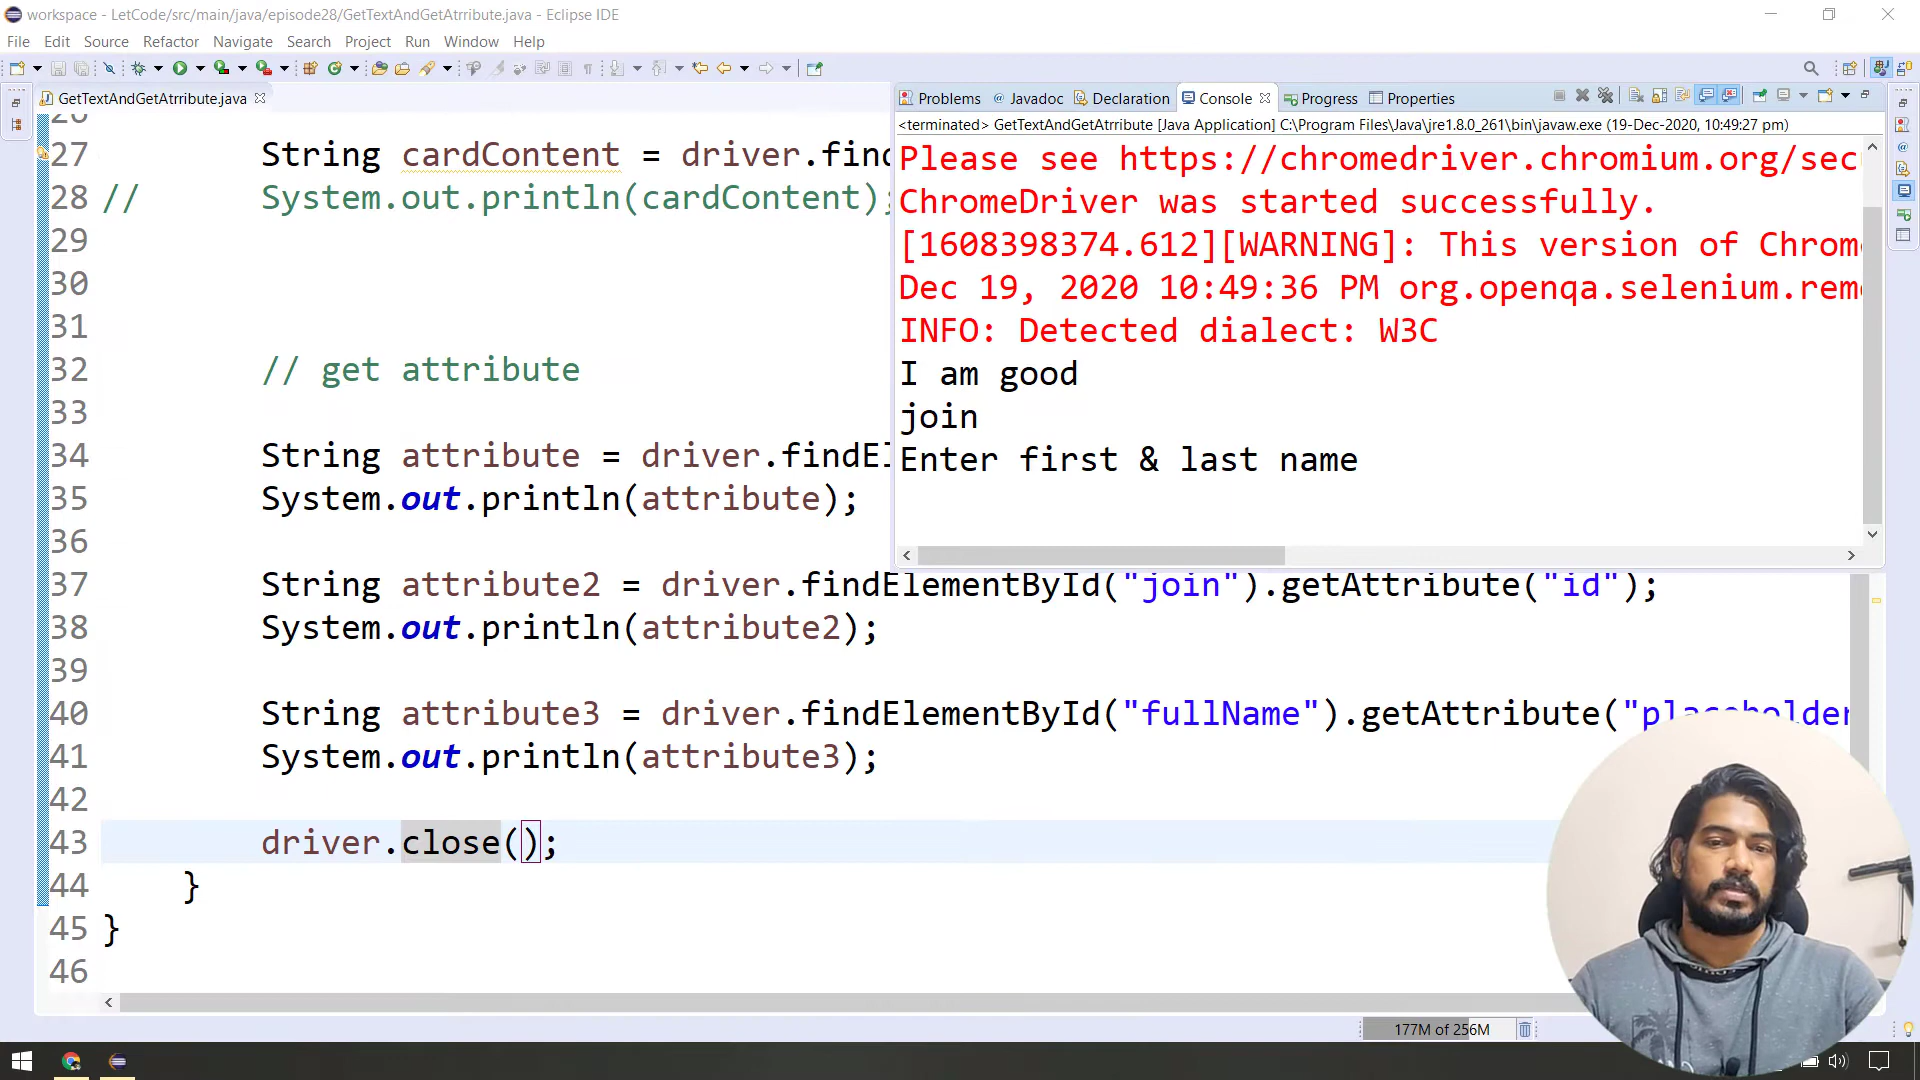 workspace - LetCode/src/main/java/episode28/GetTextAndGetAtrribute.java - Eclipse IDE
File Edit Source Refactor Navigate Search Project Run Window Help
GetTextAndGetAtrribute.java
26
27 String cardContent = driver.find
28 // System.out.println(cardContent);
29
30
31
32 // get attribute
33
34 String attribute = driver.findEl
35 System.out.println(attribute);
36
37 String attribute2 = driver.findElementById("join").getAttribute("id");
38 System.out.println(attribute2);
39
40 String attribute3 = driver.findElementById("fullName").getAttribute("placeholder
41 System.out.println(attribute3);
42
43 driver.close();
44 }
45 }
46
Problems @ Javadoc Declaration Console Progress Properties
<terminated> GetTextAndGetAtrribute [Java Application] C:\Program Files\Java\jre1.8.0_261\bin\javaw.exe (19-Dec-2020, 10:49:27 pm)
Please see https://chromedriver.chromium.org/sec
ChromeDriver was started successfully.
[1608398374.612][WARNING]: This version of Chrom
Dec 19, 2020 10:49:36 PM org.openqa.selenium.rem
INFO: Detected dialect: W3C
I am good
join
Enter first & last name
177M of 256M